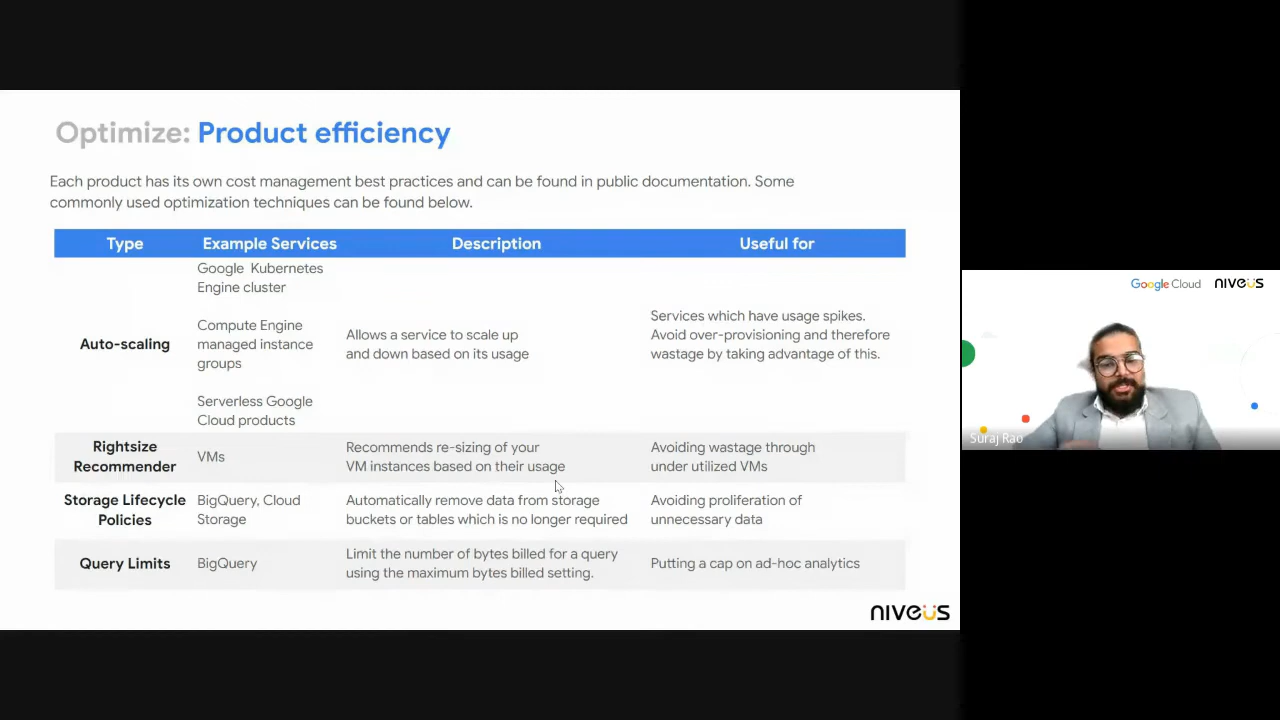 Optimize: Product efficiency
Each product has its own cost management best practices and can be found in public documentation. Some
commonly used optimization techniques can be found below.
Type Example Services Description Useful for
Auto-scaling
Google Kubernetes
Engine cluster
Compute Engine
managed instance
groups
Serverless Google
Cloud products
Allows a service to scale up
and down based on its usage
Services which have usage spikes.
Avoid over-provisioning and therefore
wastage by taking advantage of this.
Rightsize
Recommender
VMs
Recommends re-sizing of your
VM instances based on their usage
Avoiding wastage through
under utilized VMs
Storage Lifecycle
Policies
BigQuery, Cloud
Storage
Automatically remove data from storage
buckets or tables which is no longer required
Avoiding proliferation of
unnecessary data
Query Limits
BigQuery
Limit the number of bytes billed for a query
using the maximum bytes billed setting.
Putting a cap on ad-hoc analytics
NIVEUS
Google Cloud NIVEUS
Suraj Rao